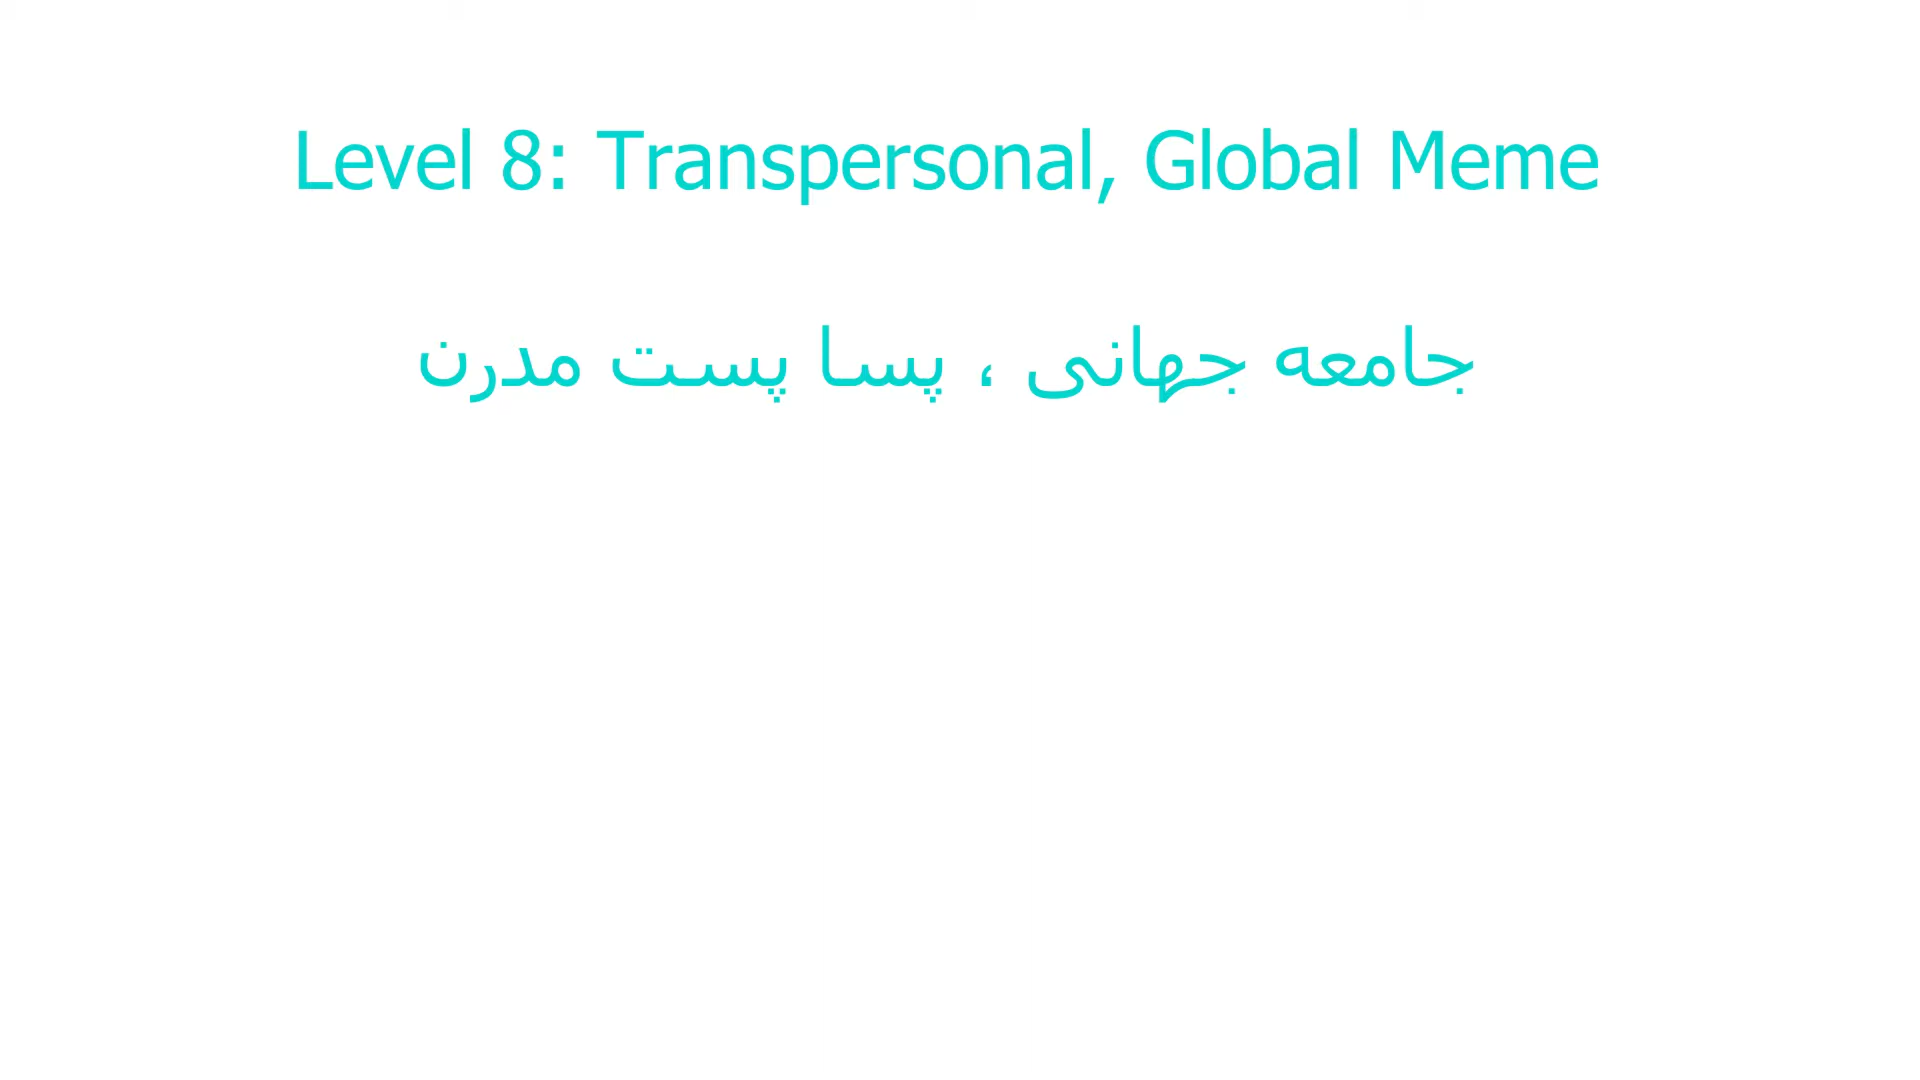 Level 8: Transpersonal, Global Meme
جامعه جهانی ، پسا پست مدرن